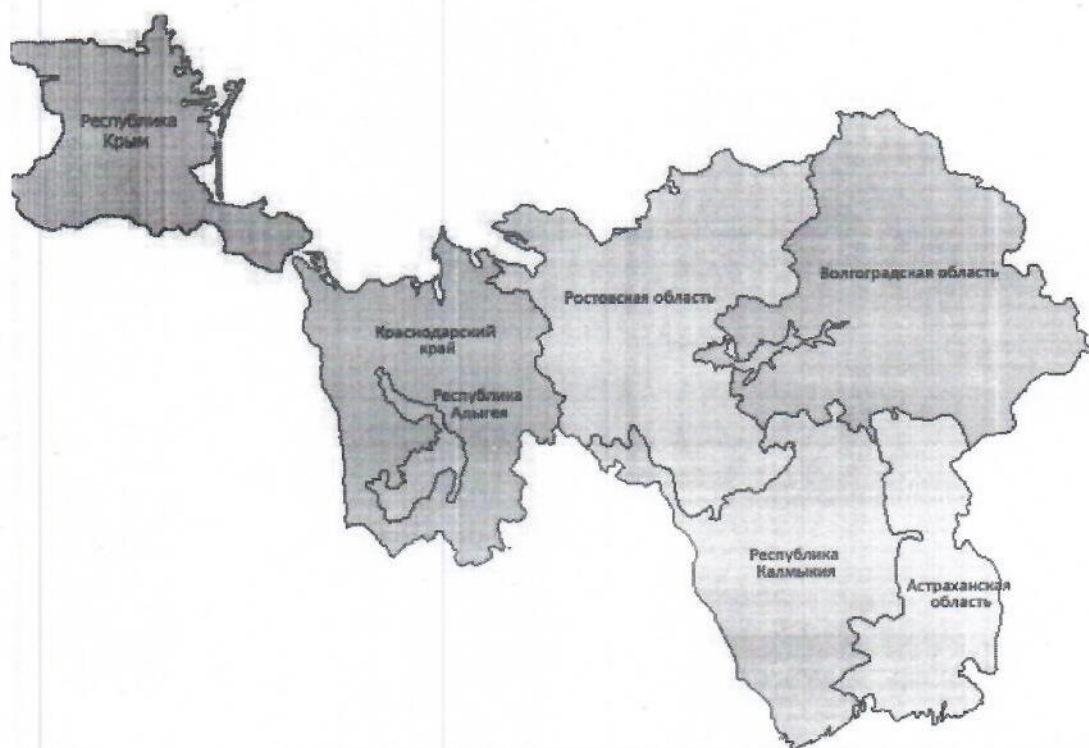 Республика
Крым
Волгоградская область
Ростовская область
Краснодарский
край
Республика
Адыгея
Республика
Калмыкия
Астраханская
область